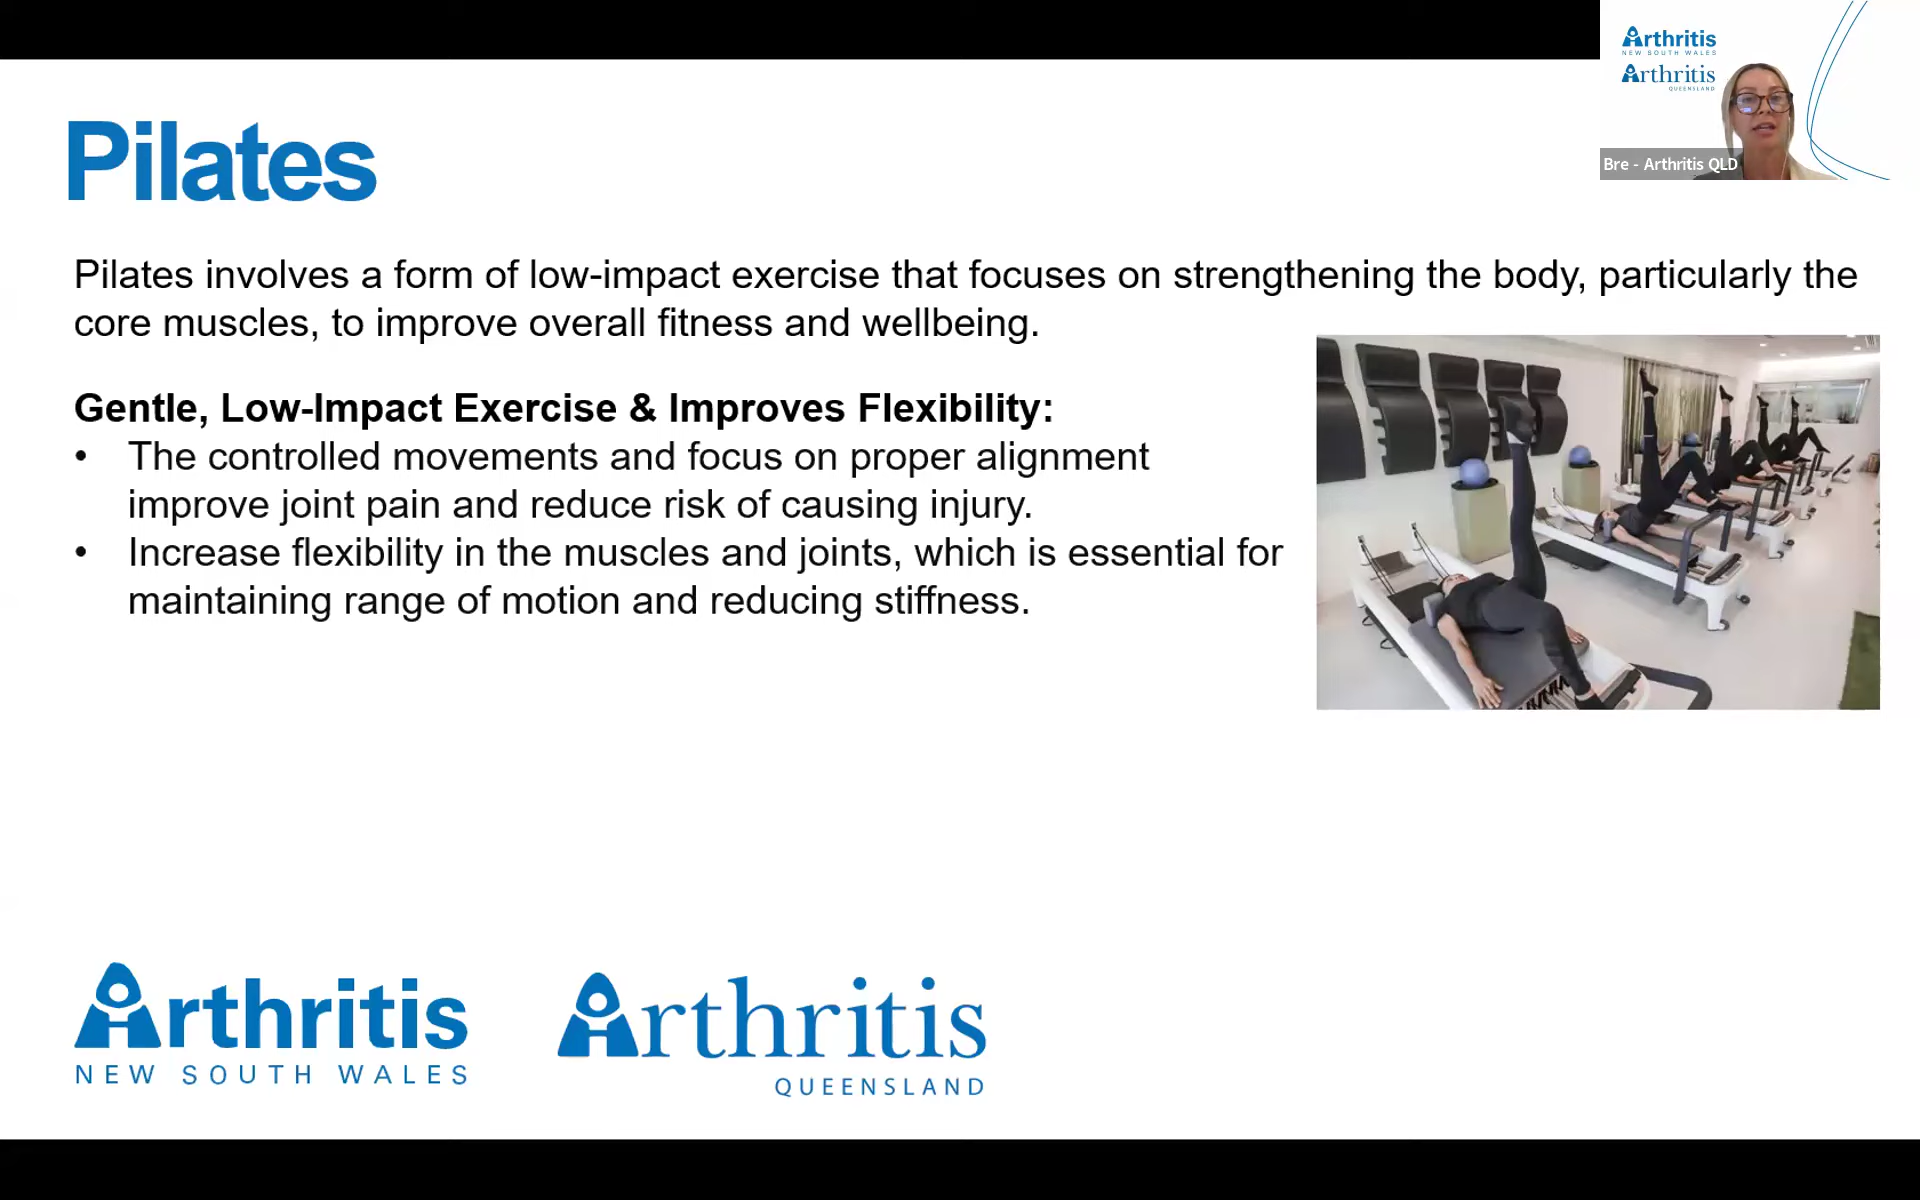 Arthritis
NEW SOUTH WALES
Arthritis
QUEENSLAND
Bre - Arthritis QLD
Pilates
Pilates involves a form of low-impact exercise that focuses on strengthening the body, particularly the
core muscles, to improve overall fitness and wellbeing.
Gentle, Low-Impact Exercise & Improves Flexibility:
• The controlled movements and focus on proper alignment
improve joint pain and reduce risk of causing injury.
• Increase flexibility in the muscles and joints, which is essential for
maintaining range of motion and reducing stiffness.
Arthritis
NEW SOUTH WALES
Arthritis
QUEENSLAND